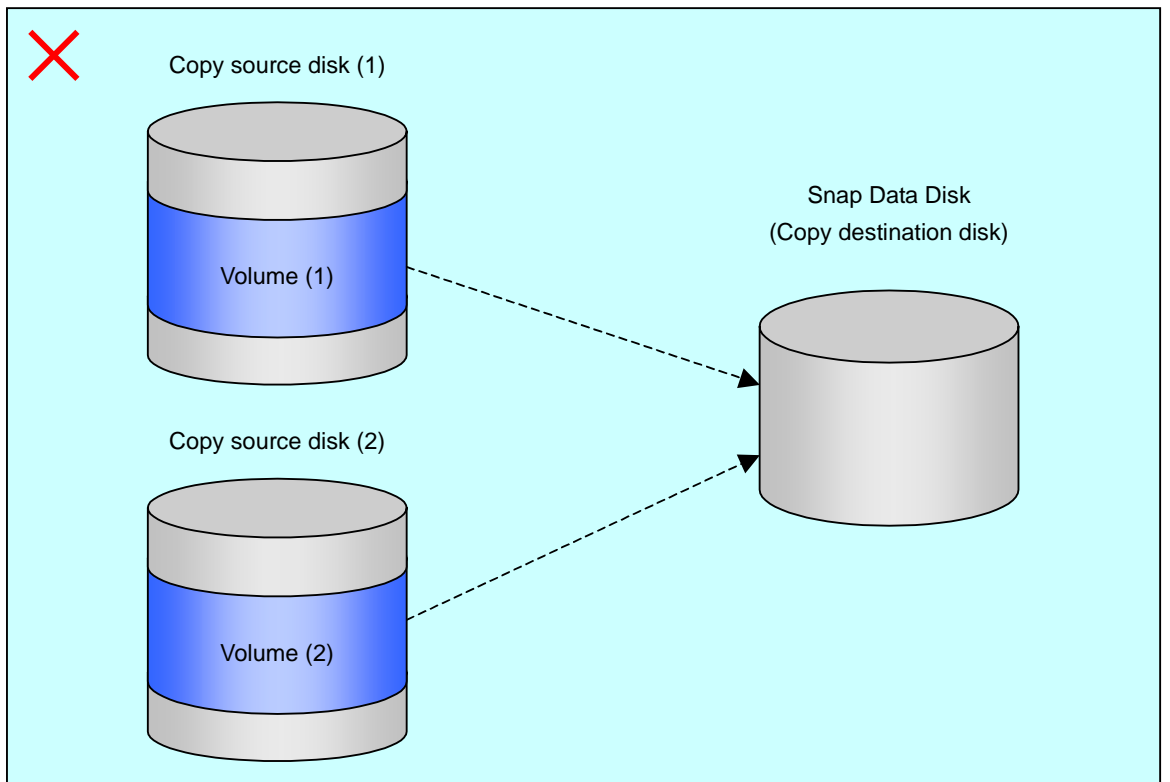 Copy source disk (1)
Volume (1)
Snap Data Disk
(Copy destination disk)
Copy source disk (2)
Volume (2)